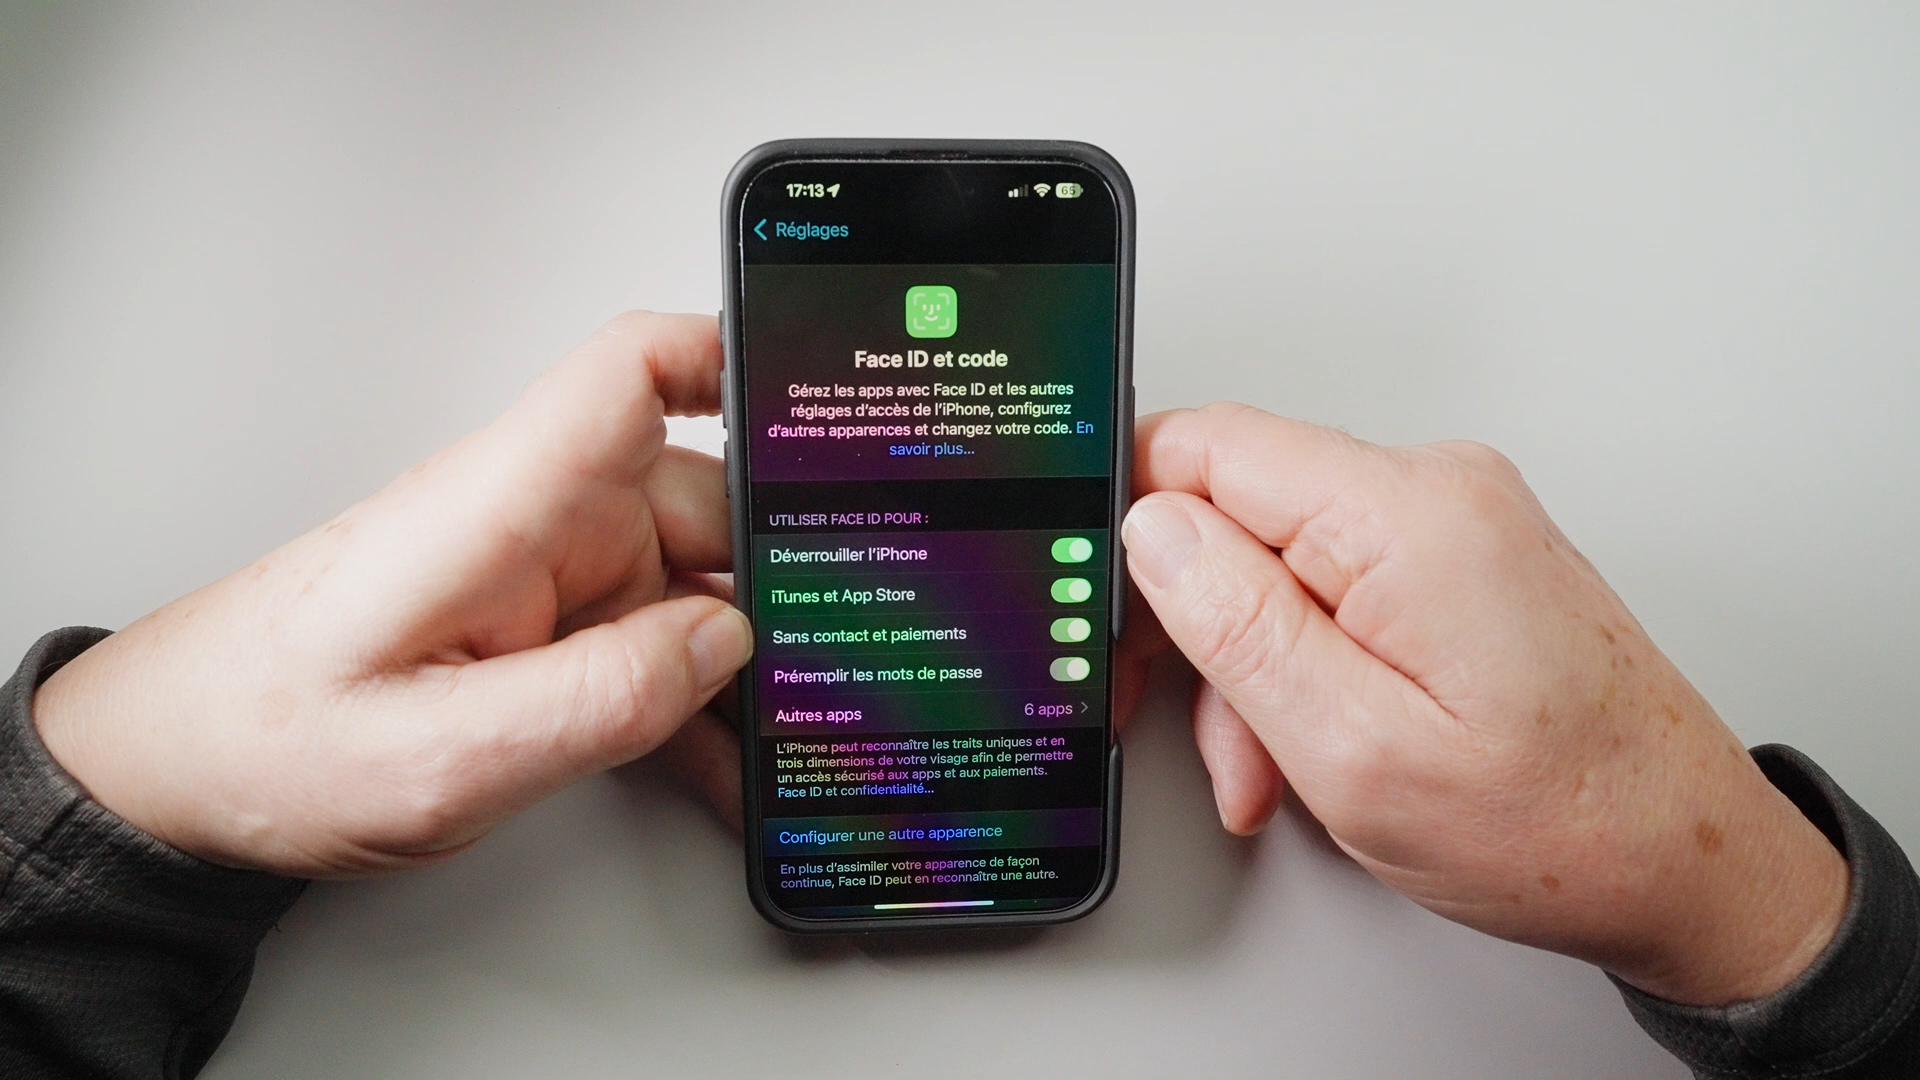 17:13
65
Réglages
Face ID et code
Gérez les apps avec Face ID et les autres
réglages d'accès de l'iPhone, configurez
d'autres apparences et changez votre code. En
savoir plus...
UTILISER FACE ID POUR :
Déverrouiller l'iPhone
iTunes et App Store
Sans contact et paiements
Préremplir les mots de passe
Autres apps 6 apps
L'iPhone peut reconnaître les traits uniques et en
trois dimensions de votre visage afin de permettre
un accès sécurisé aux apps et aux paiements.
Face ID et confidentialité...
Configurer une autre apparence
En plus d'assimiler votre apparence de façon
continue, Face ID peut en reconnaître une autre.